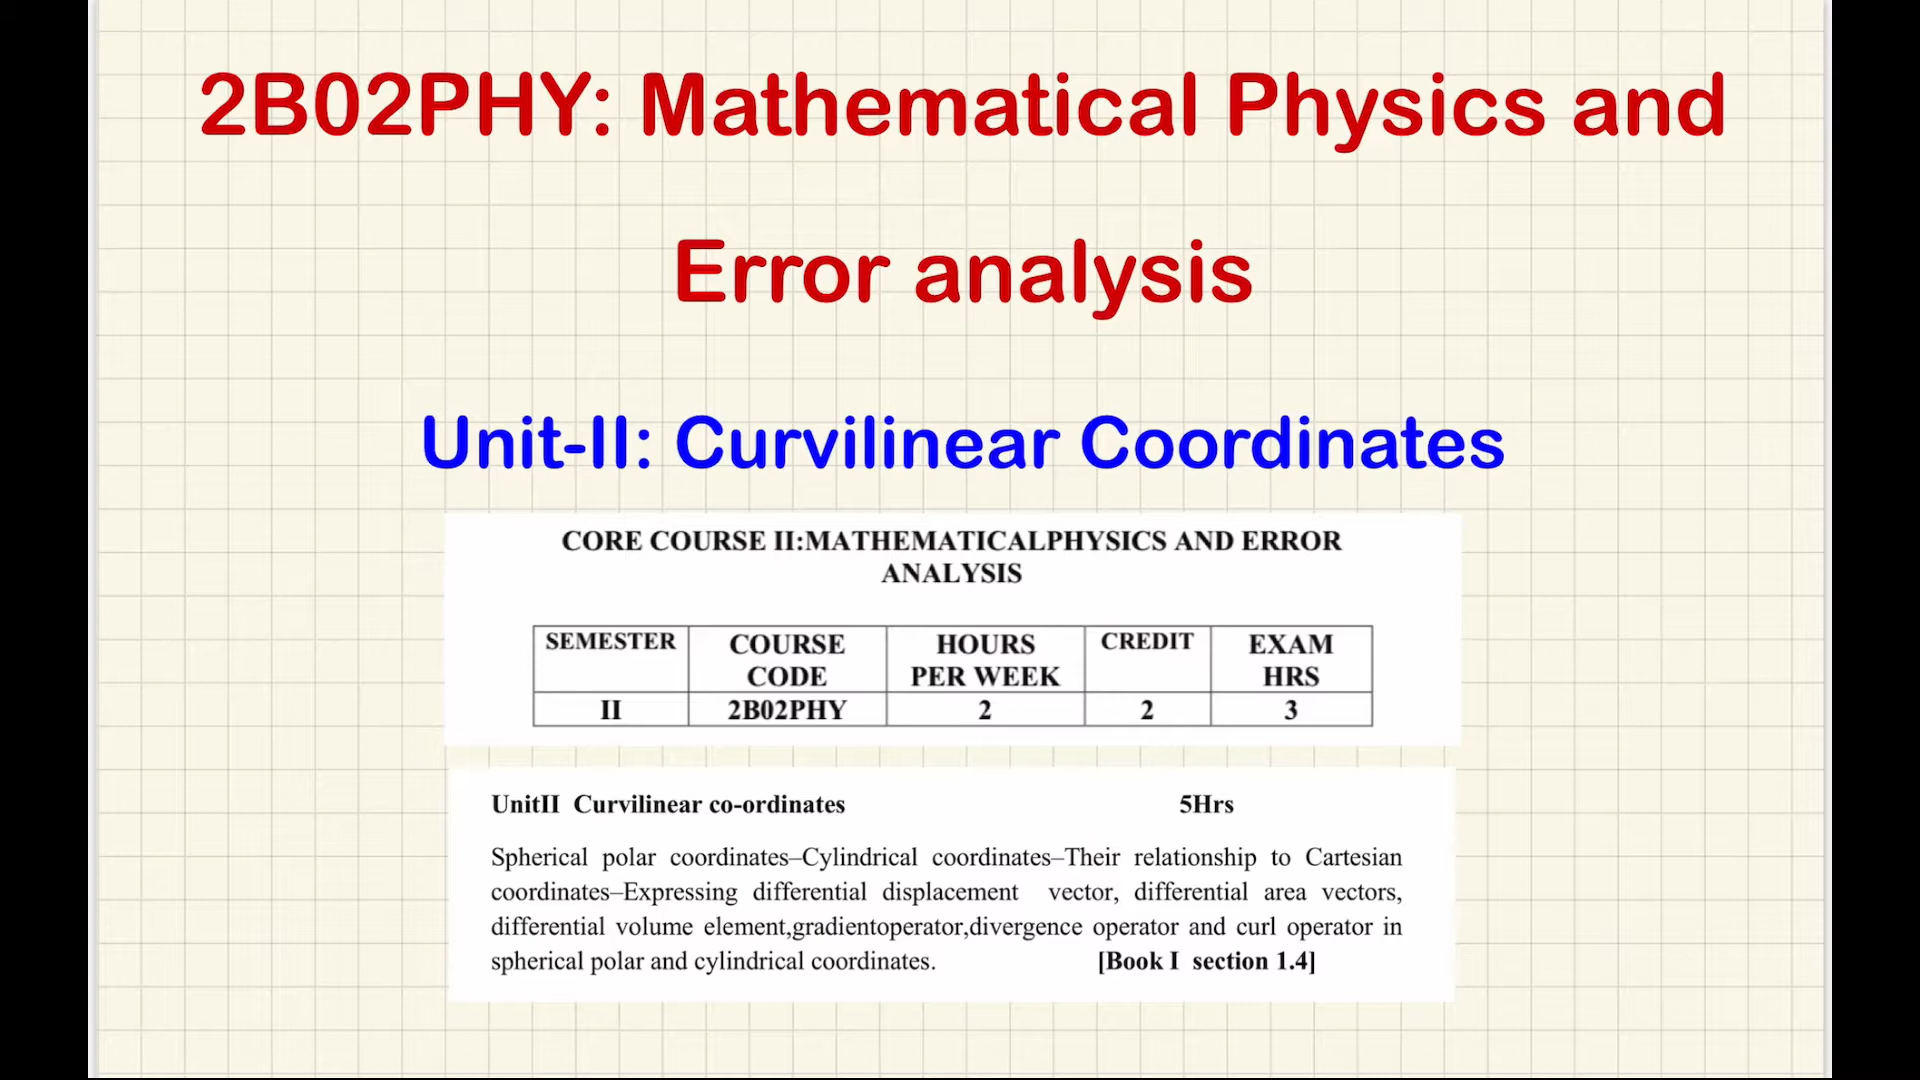 2B02PHY: Mathematical Physics and
Error analysis
Unit-II: Curvilinear Coordinates
CORE COURSE II:MATHEMATICALPHYSICS AND ERROR
ANALYSIS
SEMESTER COURSE CODE HOURS PER WEEK CREDIT EXAM HRS
II 2B02PHY 2 2 3
UnitII Curvilinear co-ordinates 5Hrs
Spherical polar coordinates–Cylindrical coordinates–Their relationship to Cartesian
coordinates–Expressing differential displacement vector, differential area vectors,
differential volume element,gradientoperator,divergence operator and curl operator in
spherical polar and cylindrical coordinates. [Book I section 1.4]